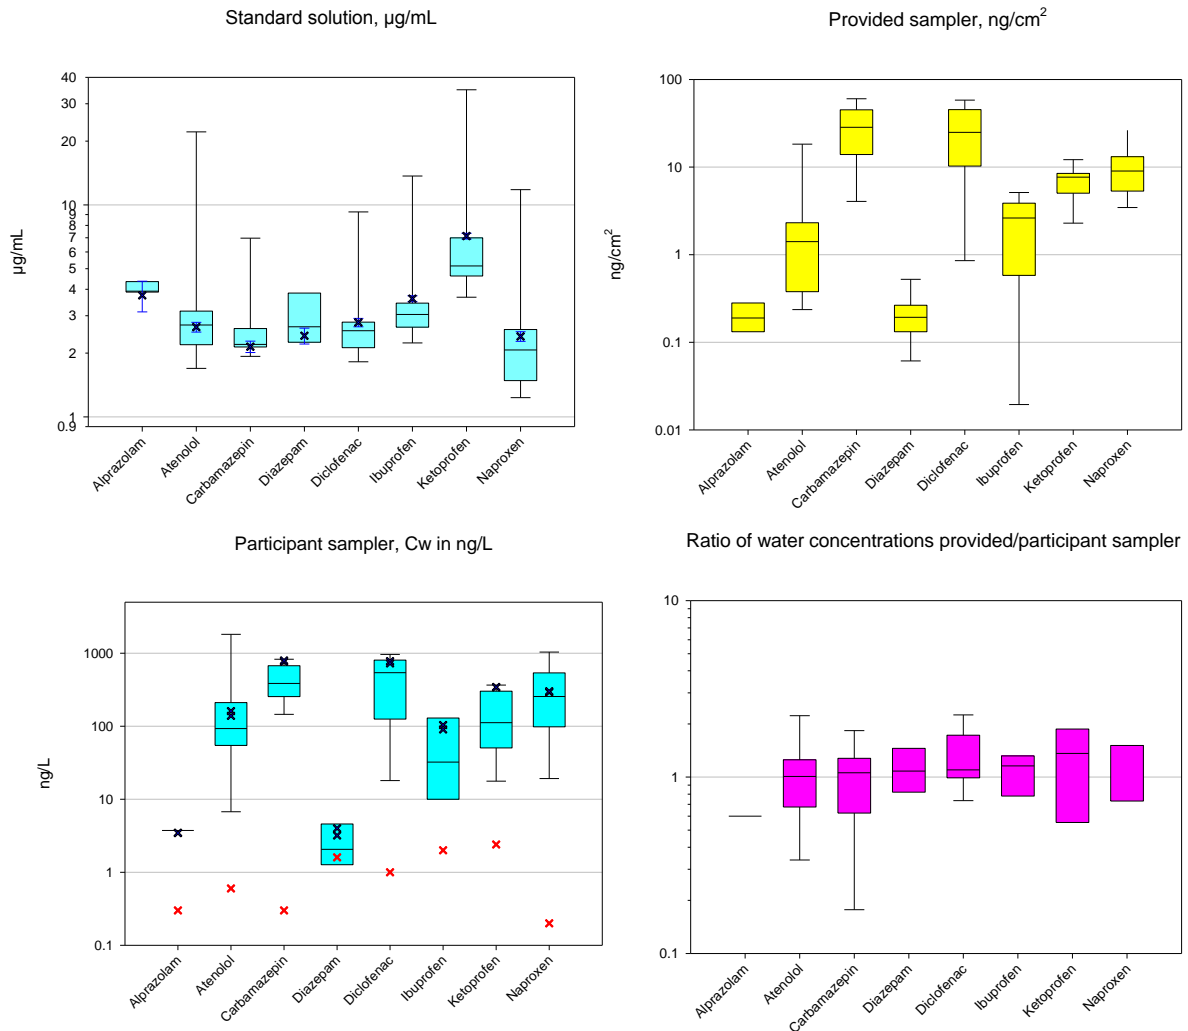 Standard solution, µg/mL
µg/mL
40
30
20
10
9
8
7
6
5
4
3
2
1
0.9
Alprazolam
Atenolol
Carbamazepin
Diazepam
Diclofenac
Ibuprofen
Ketoprofen
Naproxen
Provided sampler, ng/cm²
ng/cm²
100
10
1
0.1
0.01
Alprazolam
Atenolol
Carbamazepin
Diazepam
Diclofenac
Ibuprofen
Ketoprofen
Naproxen
Participant sampler, Cw in ng/L
ng/L
1000
100
10
1
0.1
Alprazolam
Atenolol
Carbamazepin
Diazepam
Diclofenac
Ibuprofen
Ketoprofen
Naproxen
Ratio of water concentrations provided/participant sampler
10
1
0.1
Alprazolam
Atenolol
Carbamazepin
Diazepam
Diclofenac
Ibuprofen
Ketoprofen
Naproxen